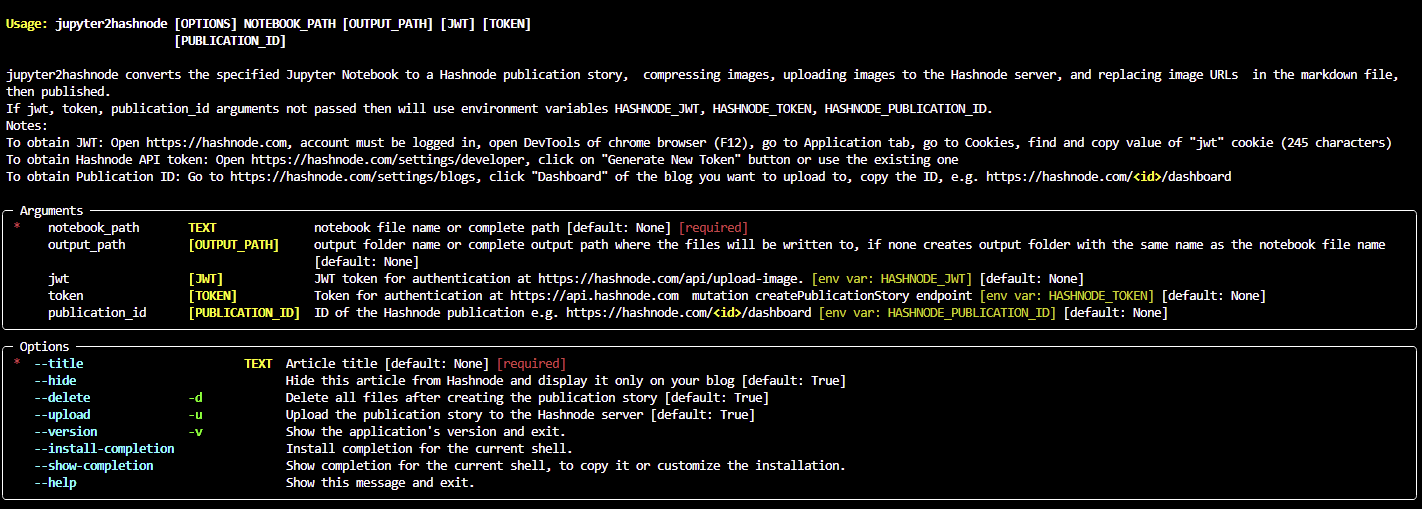 Usage: jupyter2hashnode [OPTIONS] NOTEBOOK_PATH [OUTPUT_PATH] [JWT] [TOKEN]
[PUBLICATION_ID]
jupyter2hashnode converts the specified Jupyter Notebook to a Hashnode publication story,  compressing images, uploading images to the Hashnode server, and replacing image URLs  in the markdown file,
then published.
If jwt, token, publication_id arguments not passed then will use environment variables HASHNODE_JWT, HASHNODE_TOKEN, HASHNODE_PUBLICATION_ID.
Notes:
To obtain JWT: Open https://hashnode.com, account must be logged in, open DevTools of chrome browser (F12), go to Application tab, go to Cookies, find and copy value of "jwt" cookie (245 characters)
To obtain Hashnode API token: Open https://hashnode.com/settings/developer, click on "Generate New Token" button or use the existing one
To obtain Publication ID: Go to https://hashnode.com/settings/blogs, click "Dashboard" of the blog you want to upload to, copy the ID, e.g. https://hashnode.com/<id>/dashboard
Arguments
* notebook_path TEXT notebook file name or complete path [default: None] [required]
output_path [OUTPUT_PATH] output folder name or complete output path where the files will be written to, if none creates output folder with the same name as the notebook file name
[default: None]
jwt [JWT] JWT token for authentication at https://hashnode.com/api/upload-image. [env var: HASHNODE_JWT] [default: None]
token [TOKEN] Token for authentication at https://api.hashnode.com  mutation createPublicationStory endpoint [env var: HASHNODE_TOKEN] [default: None]
publication_id [PUBLICATION_ID] ID of the Hashnode publication e.g. https://hashnode.com/<id>/dashboard [env var: HASHNODE_PUBLICATION_ID] [default: None]
Options
* --title TEXT Article title [default: None] [required]
--hide Hide this article from Hashnode and display it only on your blog [default: True]
--delete -d Delete all files after creating the publication story [default: True]
--upload -u Upload the publication story to the Hashnode server [default: True]
--version -v Show the application's version and exit.
--install-completion Install completion for the current shell.
--show-completion Show completion for the current shell, to copy it or customize the installation.
--help Show this message and exit.